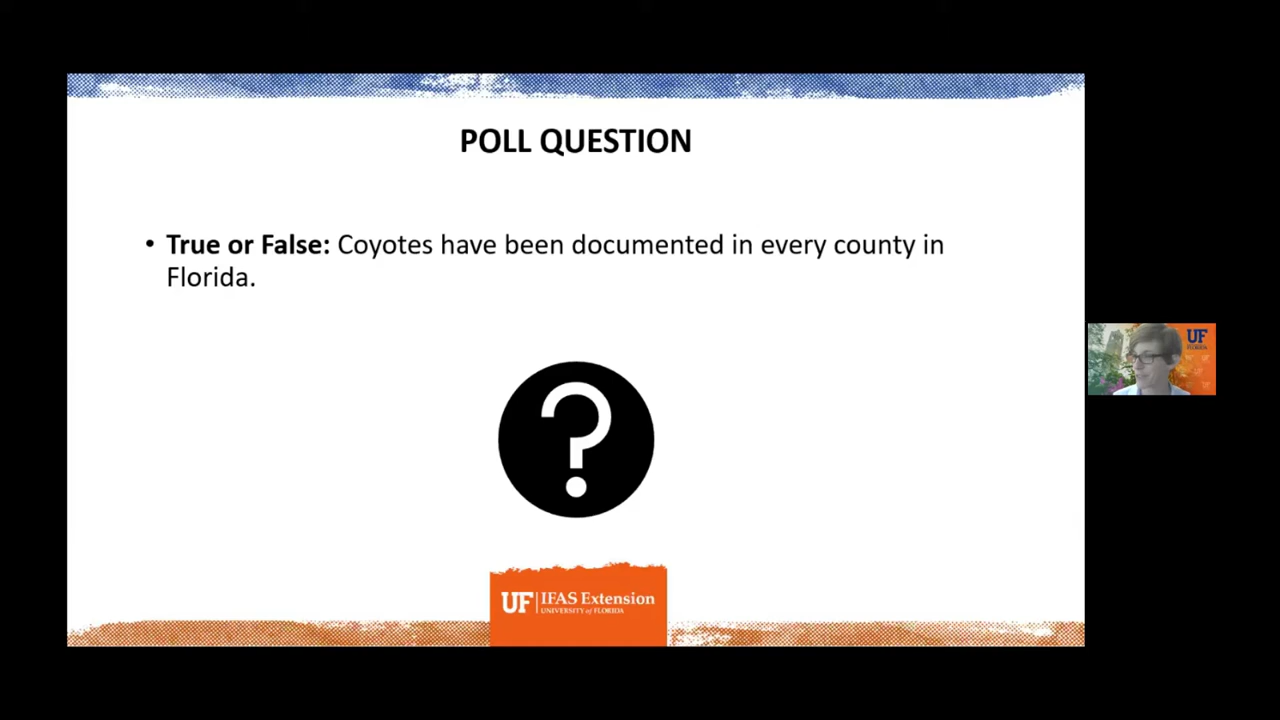 POLL QUESTION
• True or False: Coyotes have been documented in every county in
Florida.
?
UF IFAS Extension
UNIVERSITY of FLORIDA
UF
FLORIDA